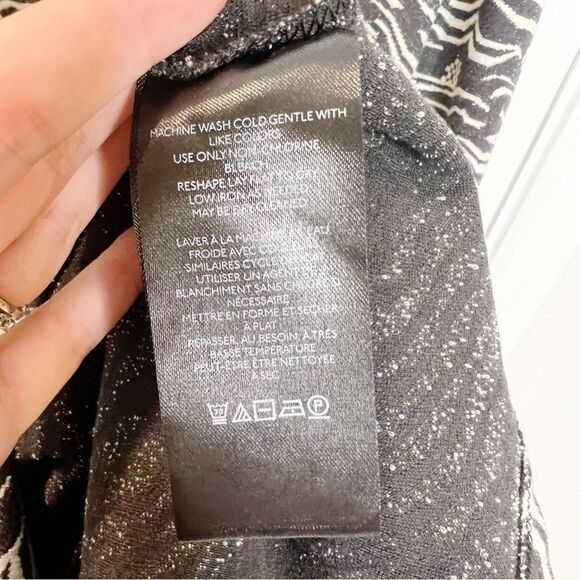 MACHINE WASH COLD, GENTLE WITH
LIKE COLORS
USE ONLY NON CHLORINE
BLEACH
RESHAPE LAY FLAT TO DRY
LOW IRON IF NEEDED
MAY BE DRY CLEANED
LAVER À LA MACHINE EAU
FROIDE AVEC
SIMILAIRES CYCLE
UTILISER UN AGENT
BLANCHIMENT SANS CHLORE SI
NÉCESSAIRE
METTRE EN FORME ET SÉCHER
À PLAT
REPASSER, AU BESOIN, À TRÈS
BASSE TEMPÉRATURE
PEUT-ÊTRE ÊTRE NETTOYÉE
À SEC
30 P